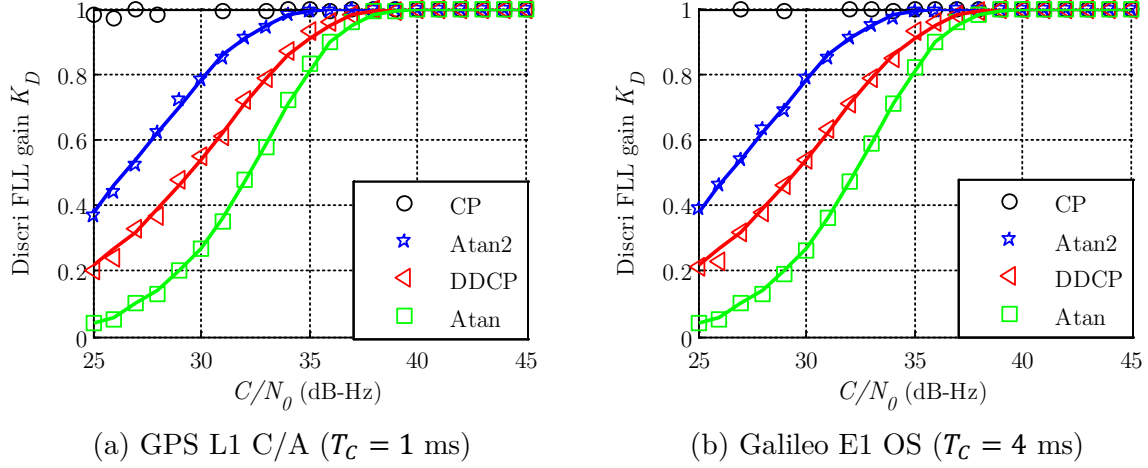 Discri FLL gain K_D
1
0.8
0.6
0.4
0.2
0
25
30
35
40
45
C/N_0 (dB-Hz)
CP
Atan2
DDCP
Atan
(a) GPS L1 C/A (T_C = 1 ms)
Discri FLL gain K_D
1
0.8
0.6
0.4
0.2
0
25
30
35
40
45
C/N_0 (dB-Hz)
CP
Atan2
DDCP
Atan
(b) Galileo E1 OS (T_C = 4 ms)